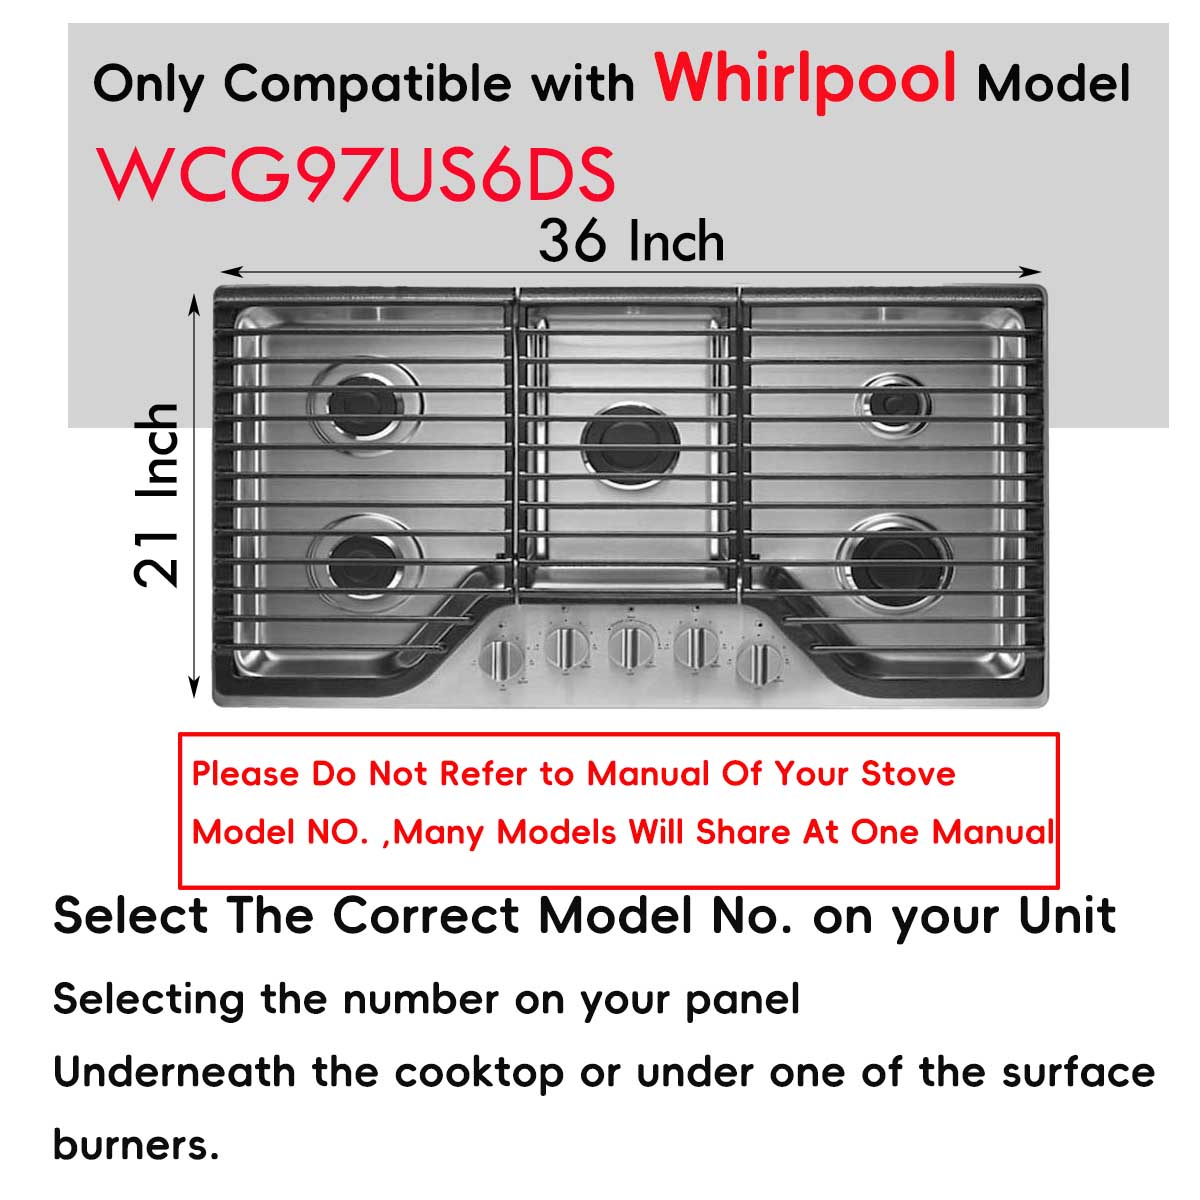 Only Compatible with Whirlpool Model
WCG97US6DS
36 Inch
21 Inch
Please Do Not Refer to Manual Of Your Stove
Model NO. ,Many Models Will Share At One Manual
Select The Correct Model No. on your Unit
Selecting the number on your panel
Underneath the cooktop or under one of the surface
burners.